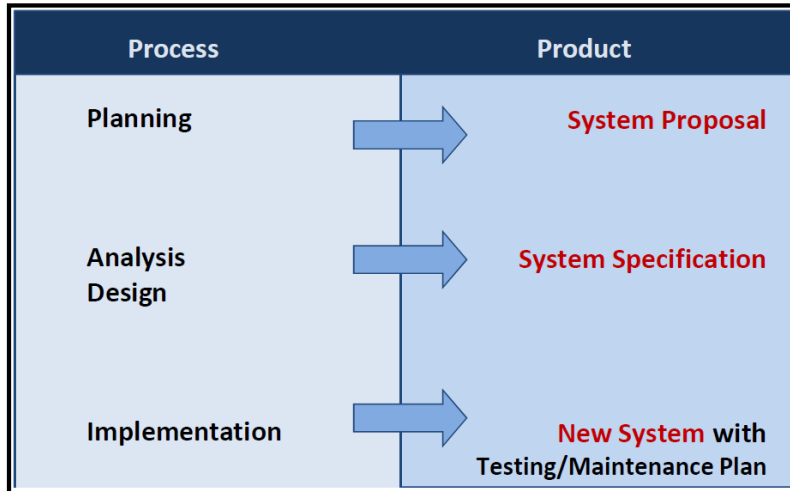 Process
Product
Planning
System Proposal
Analysis
Design
System Specification
Implementation
New System with
Testing/Maintenance Plan